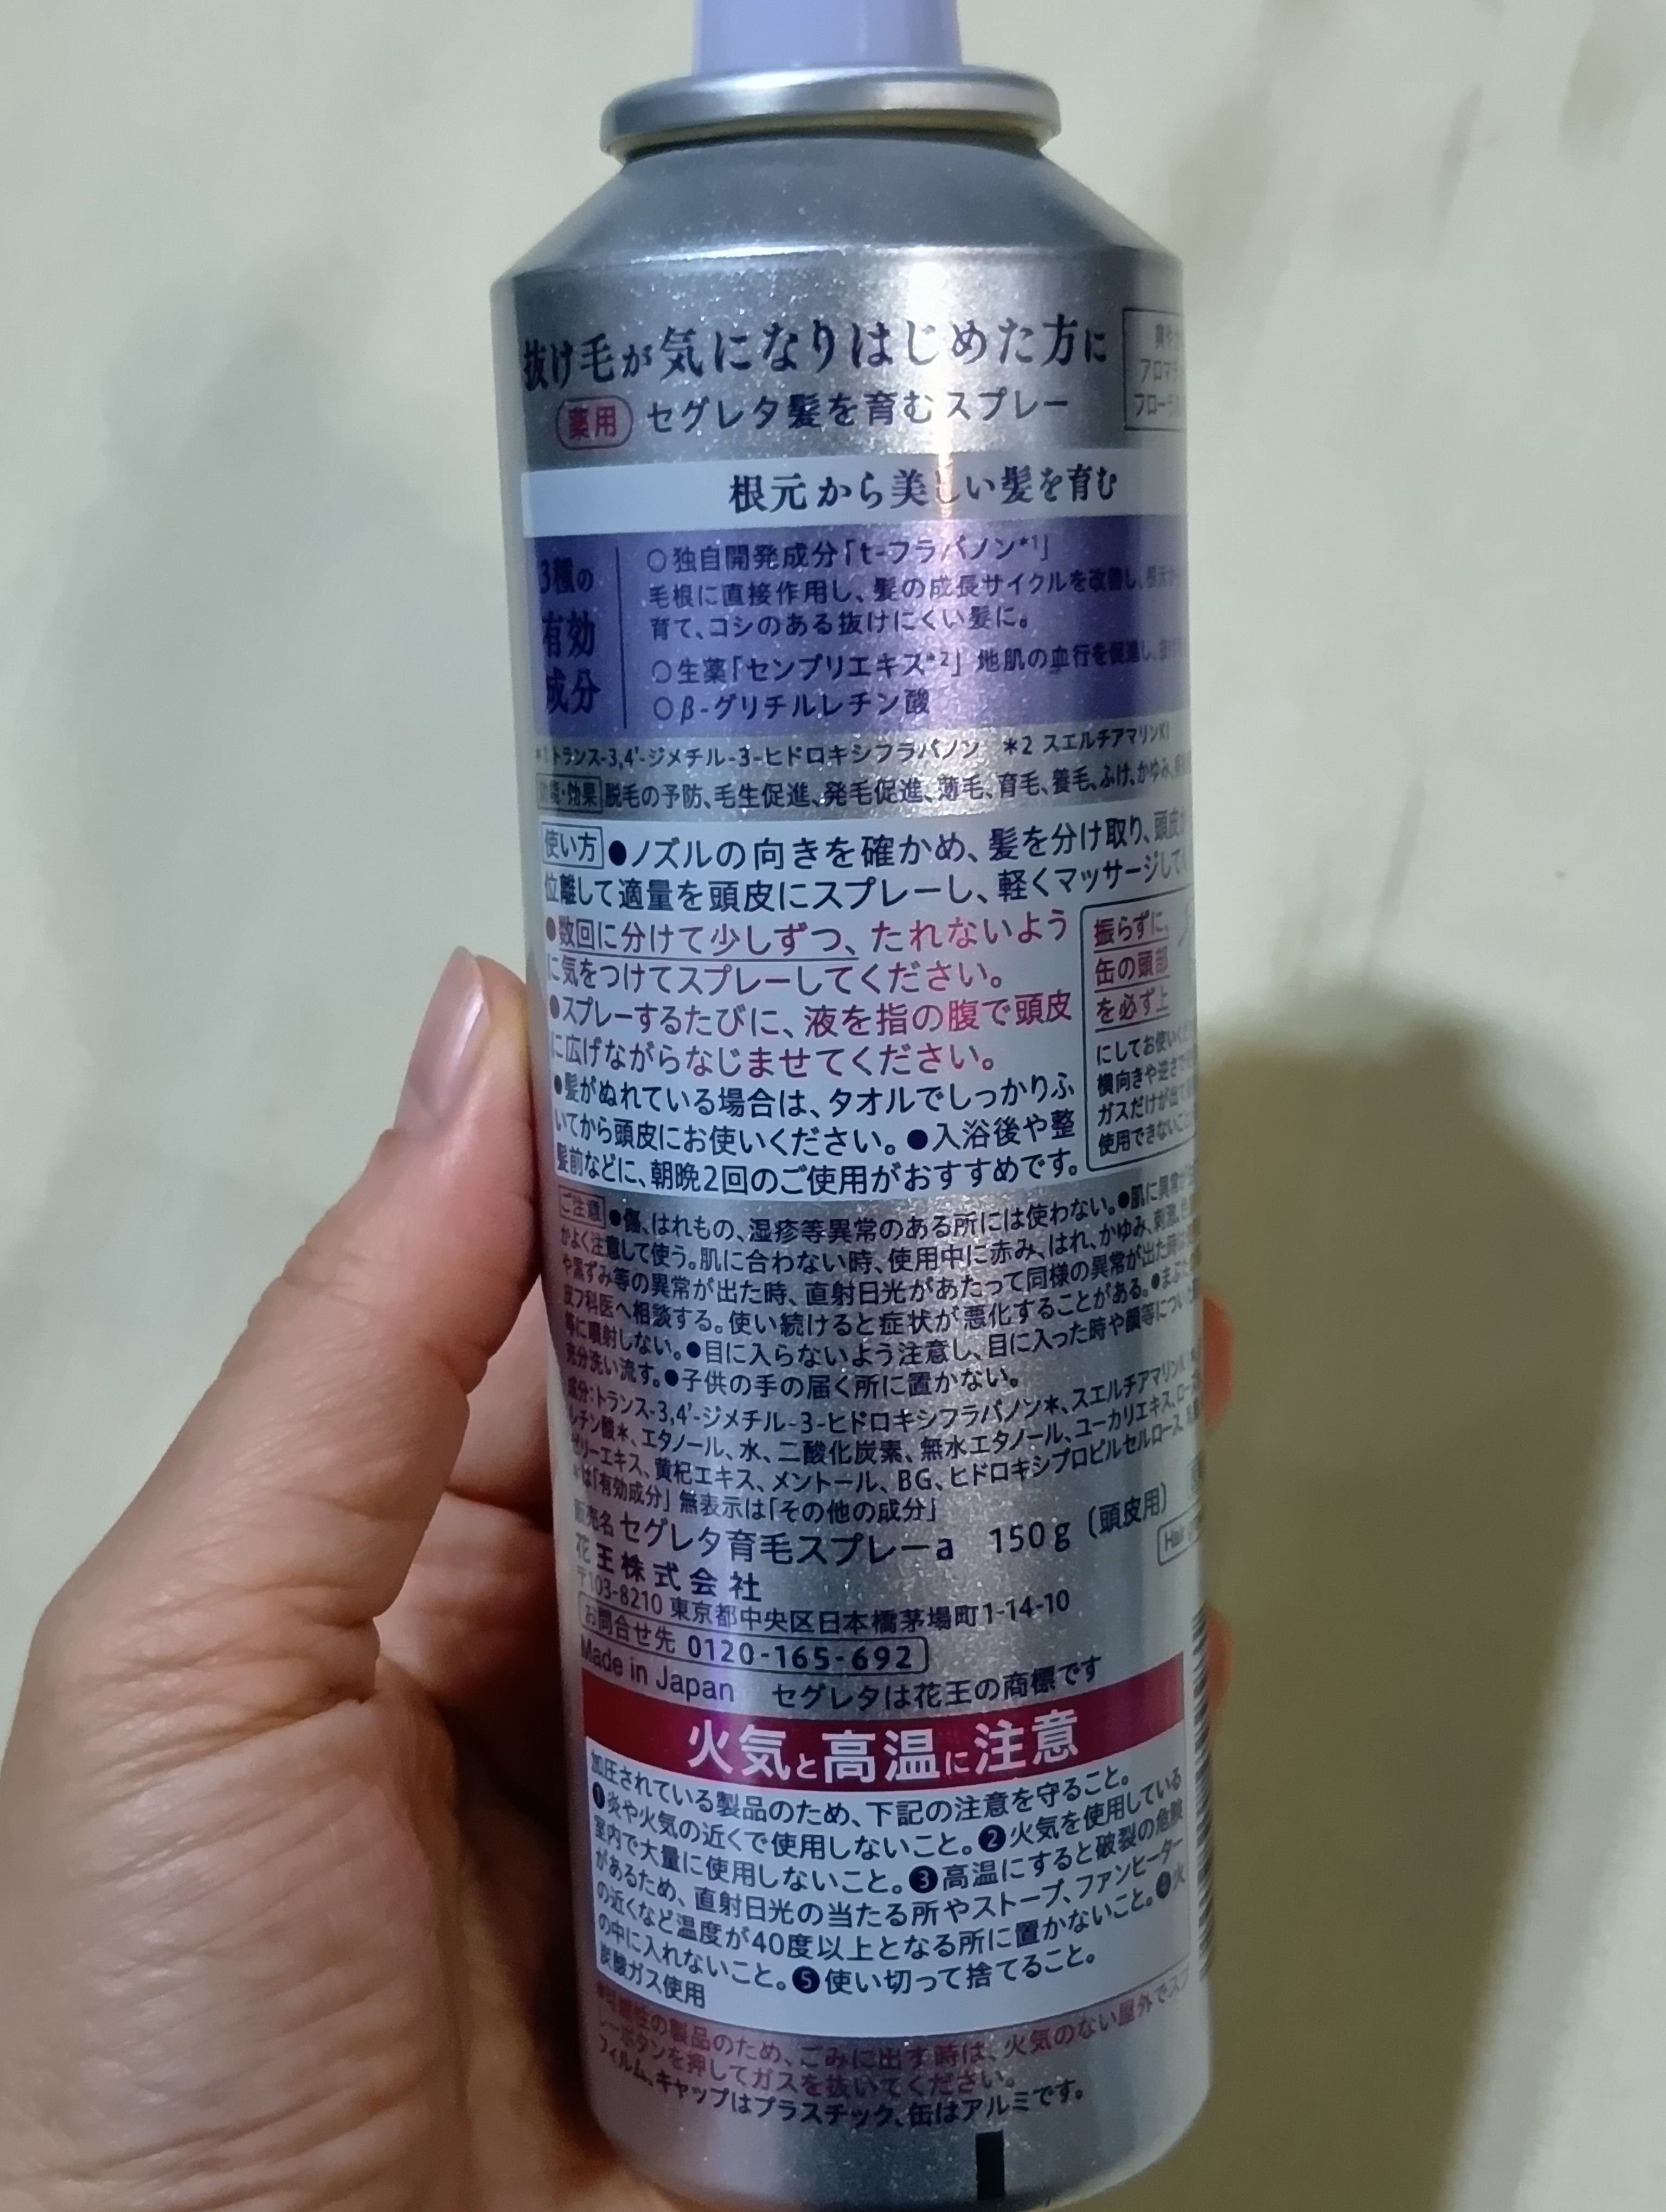 抜け毛が気になりはじめた方に
薬用 セグレタ髪を育むスプレー
爽や
アロマ
フロー
根元から美しい髪を育む
3種の
有効
成分
○独自開発成分「t-フラバノン*1」
毛根に直接作用し、髪の成長サイクルを改善し、根元か
育て、コシのある抜けにくい髪に。
○生薬「センブリエキス*2」 地肌の血行を促進し、
○β-グリチルレチン酸
*1トランス-3,4'-ジメチル-3-ヒドロキシフラバノン *2 スエルチアマリンK1
効能・効果 脱毛の予防、毛生促進、発毛促進、薄毛、育毛、養毛、ふけ、かゆみ、
使い方 ●ノズルの向きを確かめ、髪を分け取り、頭皮か
位離して適量を頭皮にスプレーし、軽くマッサージして
●数回に分けて少しずつ、たれないよう
に気をつけてスプレーしてください。
●スプレーするたびに、液を指の腹で頭皮
に広げながらなじませてください。
●髪がぬれている場合は、タオルでしっかりふ
いてから頭皮にお使いください。●入浴後や整
髪前などに、朝晩2回のご使用がおすすめです。
振らずに、
缶の頭部
を必ず上
にしてお使いくだ
横向きや逆さで
ガスだけが出て
使用できない
ご注意 ●傷、はれもの、湿疹等異常のある所には使わない。●肌に異常が
かよく注意して使う。肌に合わない時、使用中に赤み、はれ、かゆみ、刺激、色
や黒ずみ等の異常が出た時、直射日光があたって同様の異常が出た時は
皮フ科医へ相談する。使い続けると症状が悪化することがある。●まぶた
等に噴射しない。●目に入らないよう注意し、目に入った時や顔等につい
充分洗い流す。●子供の手の届く所に置かない。
成分:トランス-3,4'-ジメチル-3-ヒドロキシフラバノン*、スエルチアマリンK1
レチン酸*、エタノール、水、二酸化炭素、無水エタノール、ユーカリエキス、ロー
ゼリーエキス、黄杞エキス、メントール、BG、ヒドロキシプロピルセルロース、
*は「有効成分」 無表示は「その他の成分」
販売名 セグレタ育毛スプレーa 150g〔頭皮用〕
Hair
花王株式会社
〒103-8210 東京都中央区日本橋茅場町1-14-10
お問合せ先 0120-165-692
Made in Japan セグレタは花王の商標です
火気と高温に注意
加圧されている製品のため、下記の注意を守ること。
❶炎や火気の近くで使用しないこと。❷火気を使用している
室内で大量に使用しないこと。❸高温にすると破裂の危険
があるため、直射日光の当たる所やストーブ、ファンヒーター
の近くなど温度が40度以上となる所に置かないこと。❹火
の中に入れないこと。❺使い切って捨てること。
炭酸ガス使用
*可燃性の製品のため、ごみに出す時は、火気のない屋外でスプ
レーボタンを押してガスを抜いてください。
フィルム、キャップはプラスチック、缶はアルミです。